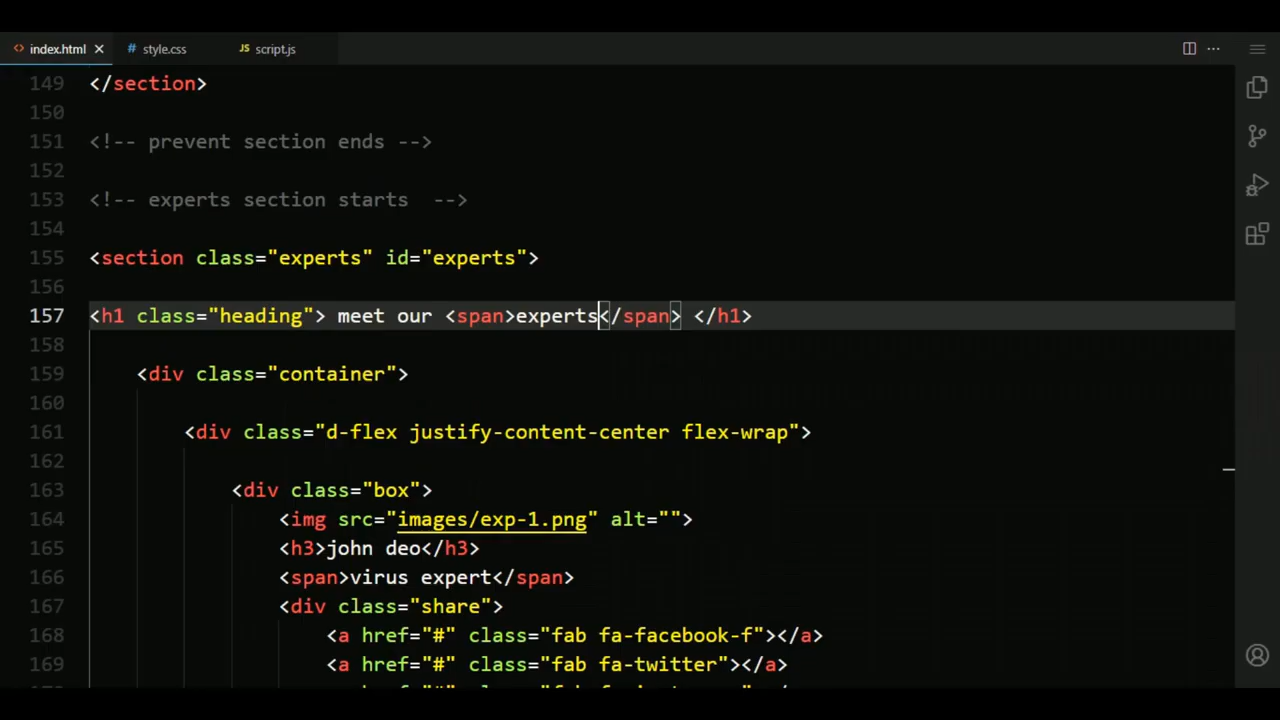 index.html
style.css
JS script.js
149 </section>
150
151 <!-- prevent section ends -->
152
153 <!-- experts section starts  -->
154
155 <section class="experts" id="experts">
156
157 <h1 class="heading"> meet our <span>experts</span> </h1>
158
159 <div class="container">
160
161 <div class="d-flex justify-content-center flex-wrap">
162
163 <div class="box">
164 <img src="images/exp-1.png" alt="">
165 <h3>john deo</h3>
166 <span>virus expert</span>
167 <div class="share">
168 <a href="#" class="fab fa-facebook-f"></a>
169 <a href="#" class="fab fa-twitter"></a>